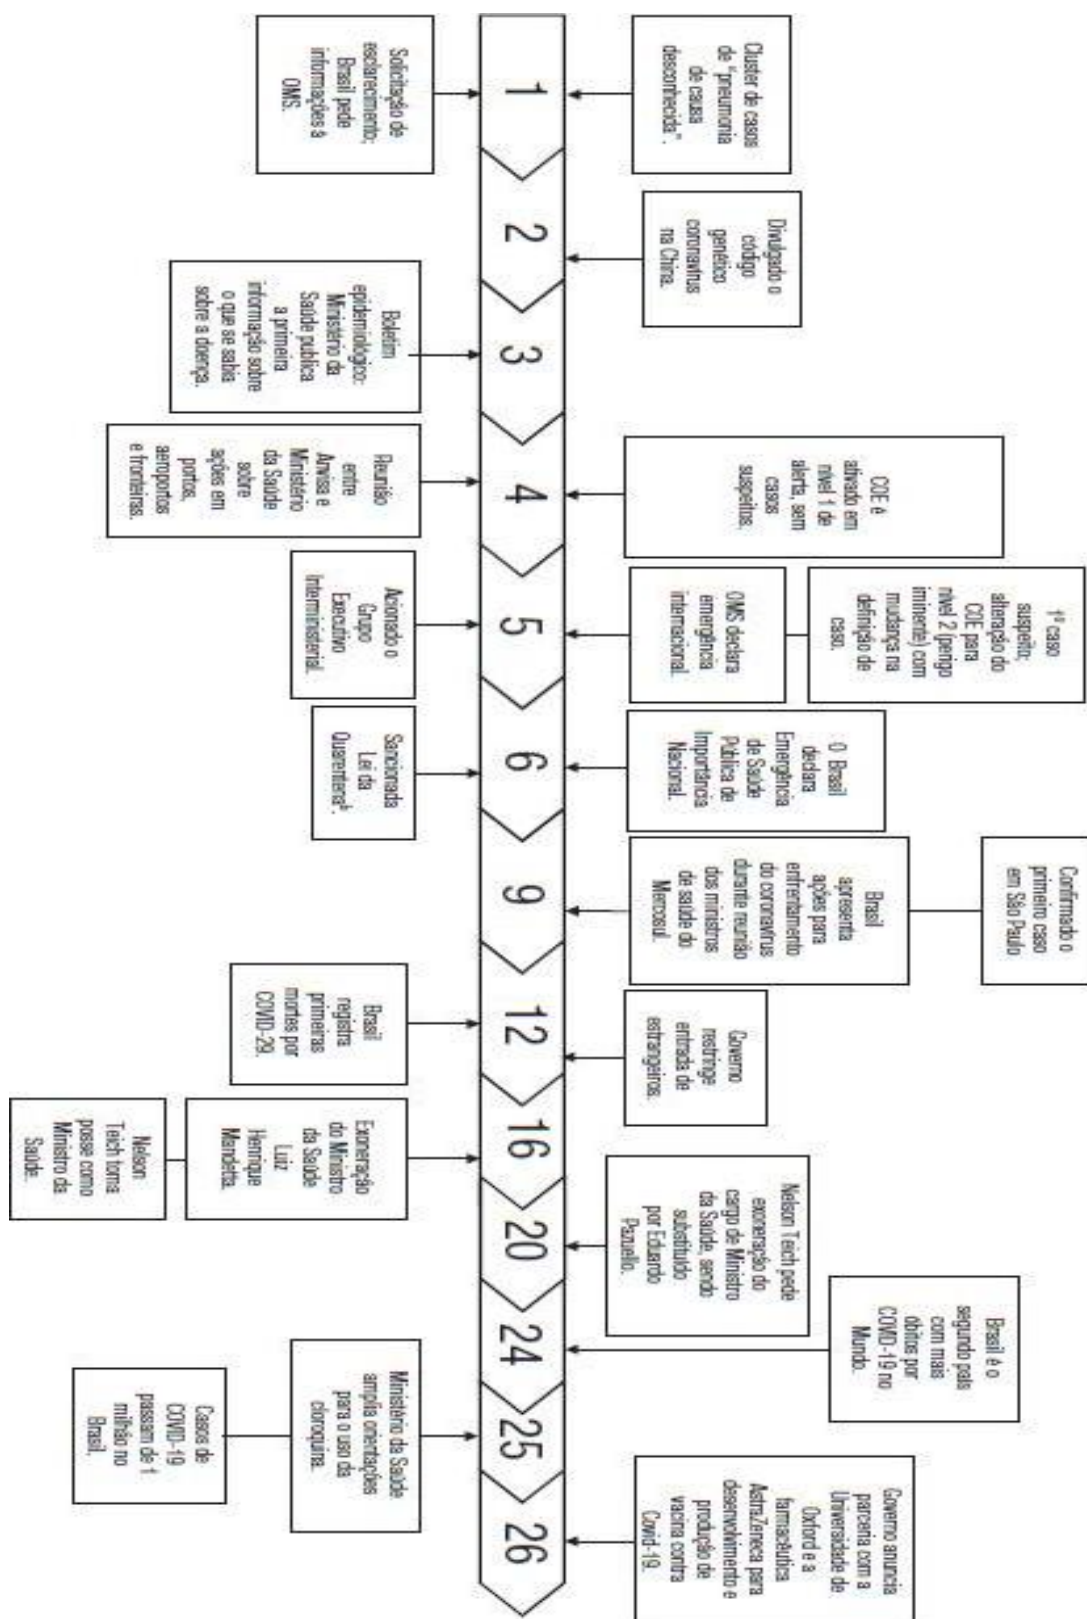 Cluster de casos
de "pneumonia
de causa
desconhecida".
1
Solicitação de
esclarecimento;
Brasil pede
informações à
OMS.
Divulgado o
código
genético
coronavírus
na China.
2
3
Boletim
epidemiológico:
Ministério da
Saúde publica
a primeira
informação sobre
o que se sabia
sobre a doença.
COE é
ativado em
nível 1 de
alerta, sem
casos
suspeitos.
4
Reunião
entre
Anvisa e
Ministério
da Saúde
sobre
ações em
portos,
aeroportos
e fronteiras.
1º caso
suspeito;
alteração do
COE para
nível 2 (perigo
iminente) com
mudança na
definição de
caso.
OMS declara
emergência
internacional.
5
Acionado o
Grupo
Executivo
Interministerial.
O Brasil
declara
Emergência
de Saúde
Pública de
Importância
Nacional.
6
Sancionada
Lei da
Quarentenaᵇ.
Confirmado o
primeiro caso
em São Paulo
Brasil
apresenta
ações para
enfrentamento
do coronavírus
durante reunião
dos ministros
de saúde do
Mercosul.
9
Governo
restringe
entrada de
estrangeiros.
12
Brasil
registra
primeiras
mortes por
COVID-29.
16
Exoneração
do Ministro
da Saúde
Luiz
Henrique
Mandetta.
Nelson
Teich toma
posse como
Ministro da
Saúde.
Nelson Teich pede
exoneração do
cargo de Ministro
da Saúde, sendo
substituído
por Eduardo
Pazuello.
20
Brasil é o
segundo país
com mais
óbitos por
COVID-19 no
Mundo.
24
25
Ministério da Saúde
amplia orientações
para o uso da
cloroquina.
Casos de
COVID-19
passam de 1
milhão no
Brasil.
Governo anuncia
parceria com a
Universidade de
Oxford e a
farmacêutica
AstraZeneca para
desenvolvimento e
produção de
vacina contra
Covid-19.
26